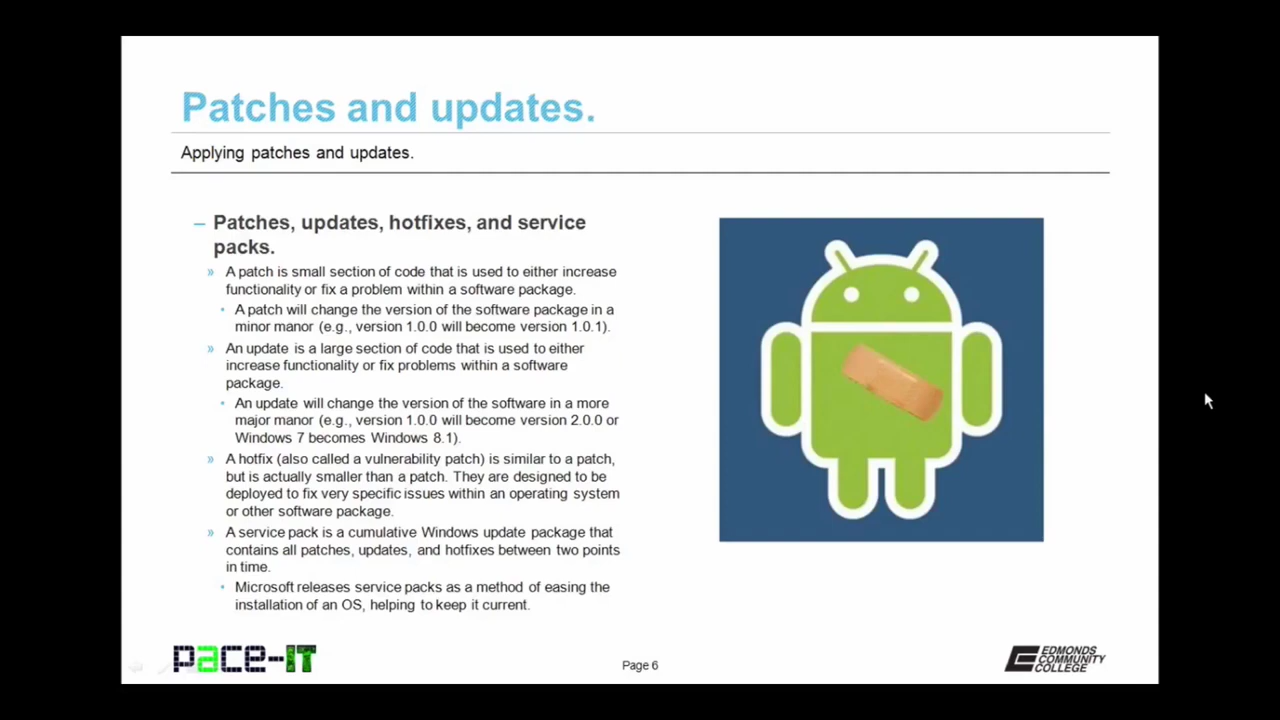 Patches and updates.
Applying patches and updates.
– Patches, updates, hotfixes, and service
packs.
» A patch is small section of code that is used to either increase
functionality or fix a problem within a software package.
• A patch will change the version of the software package in a
minor manor (e.g., version 1.0.0 will become version 1.0.1).
» An update is a large section of code that is used to either
increase functionality or fix problems within a software
package.
• An update will change the version of the software in a more
major manor (e.g., version 1.0.0 will become version 2.0.0 or
Windows 7 becomes Windows 8.1).
» A hotfix (also called a vulnerability patch) is similar to a patch,
but is actually smaller than a patch. They are designed to be
deployed to fix very specific issues within an operating system
or other software package.
» A service pack is a cumulative Windows update package that
contains all patches, updates, and hotfixes between two points
in time.
• Microsoft releases service packs as a method of easing the
installation of an OS, helping to keep it current.
pace-IT
Page 6
EDMONDS
COMMUNITY
COLLEGE